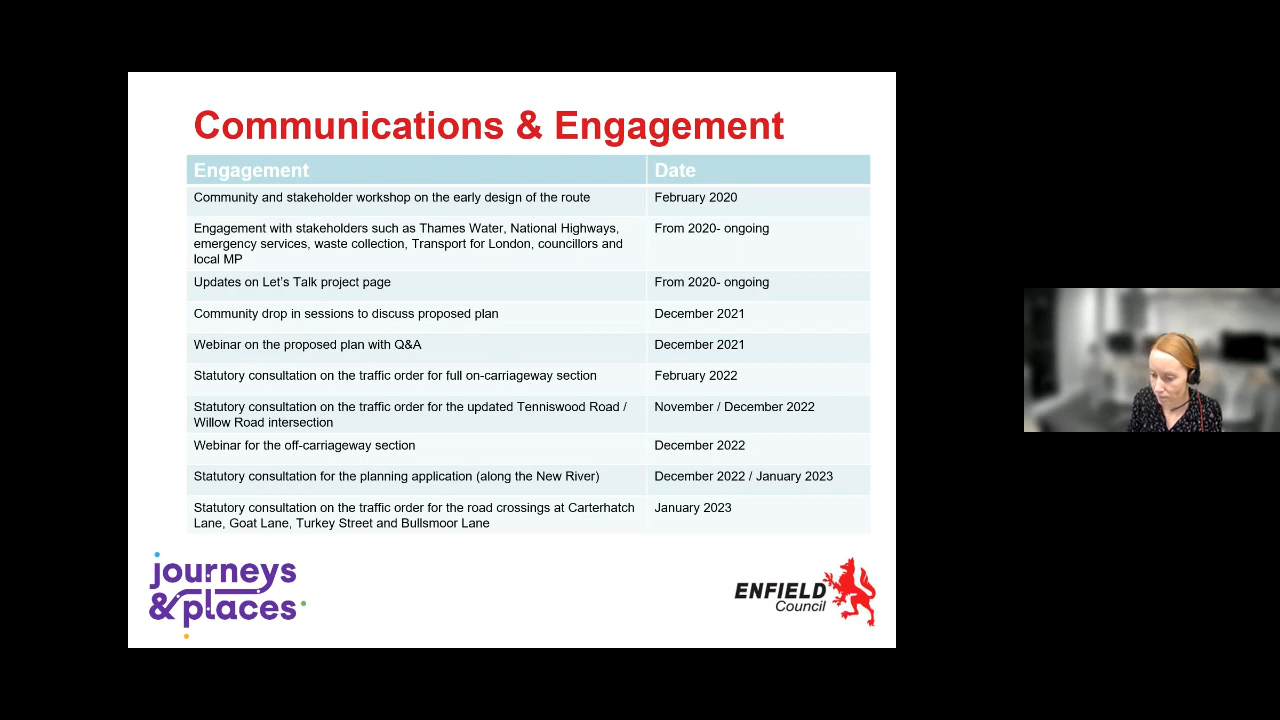 Communications & Engagement
Engagement Date
Community and stakeholder workshop on the early design of the route February 2020
Engagement with stakeholders such as Thames Water, National Highways, From 2020- ongoing
emergency services, waste collection, Transport for London, councillors and
local MP
Updates on Let’s Talk project page From 2020- ongoing
Community drop in sessions to discuss proposed plan December 2021
Webinar on the proposed plan with Q&A December 2021
Statutory consultation on the traffic order for full on-carriageway section February 2022
Statutory consultation on the traffic order for the updated Tenniswood Road / November / December 2022
Willow Road intersection
Webinar for the off-carriageway section December 2022
Statutory consultation for the planning application (along the New River) December 2022 / January 2023
Statutory consultation on the traffic order for the road crossings at Carterhatch January 2023
Lane, Goat Lane, Turkey Street and Bullsmoor Lane
journeys
& places
ENFIELD
Council